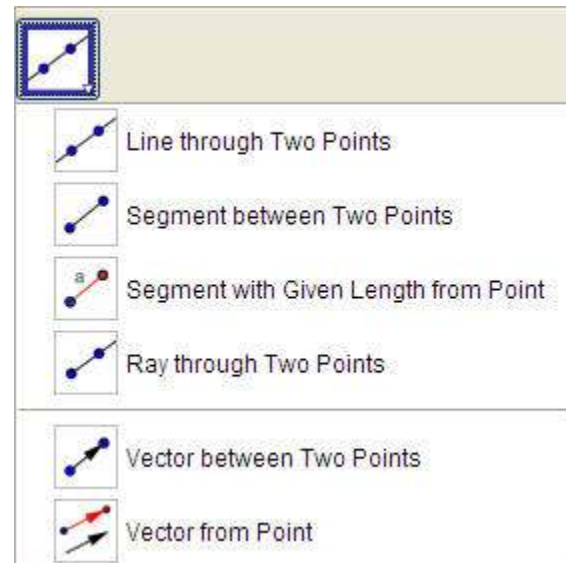 Line through Two Points
Segment between Two Points
a
Segment with Given Length from Point
Ray through Two Points
Vector between Two Points
Vector from Point